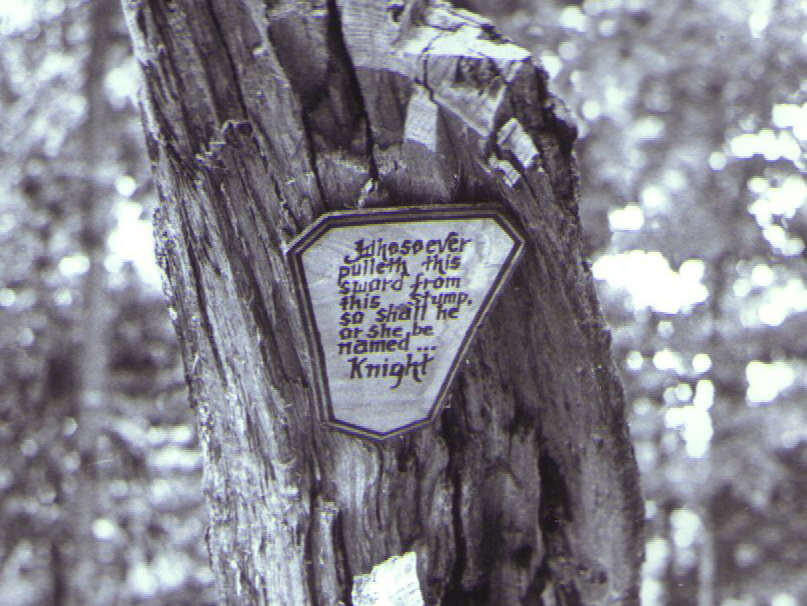 Whosoever
pulleth this
sword from
this stump,
so shall he
or she be
named...
Knight